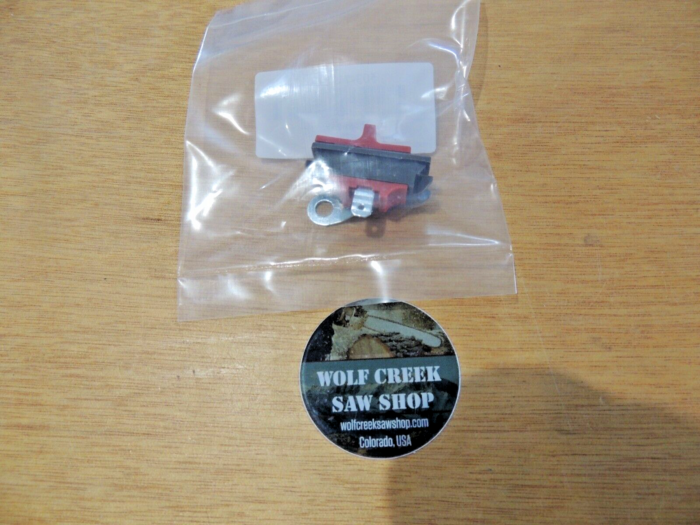 WOLF CREEK
SAW SHOP
wolfcreeksawshop.com
Colorado, USA